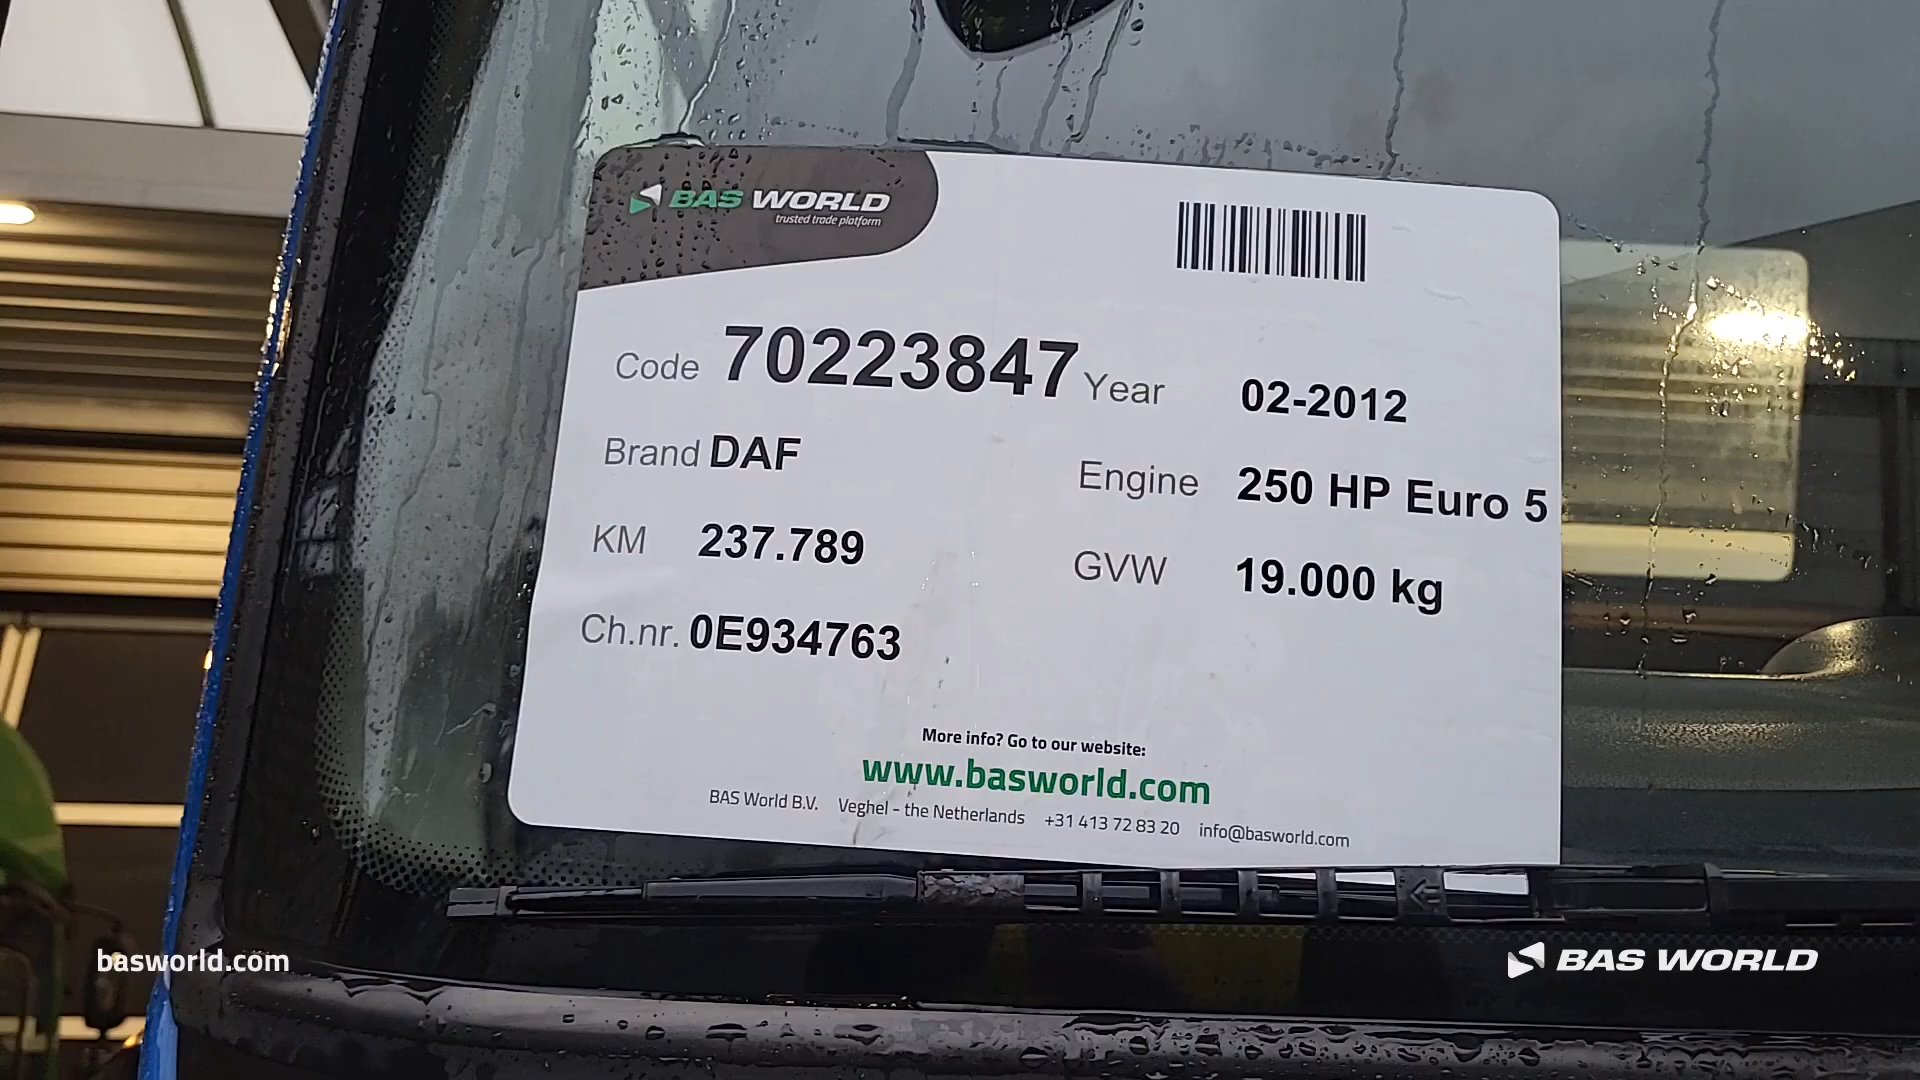 BAS WORLD
trusted trade platform
Code 70223847 Year 02-2012
Brand DAF
Engine 250 HP Euro 5
KM 237.789
GVW 19.000 kg
Ch.nr. 0E934763
More info? Go to our website:
www.basworld.com
BAS World B.V. Veghel - the Netherlands +31 413 72 83 20 info@basworld.com
basworld.com
BAS WORLD